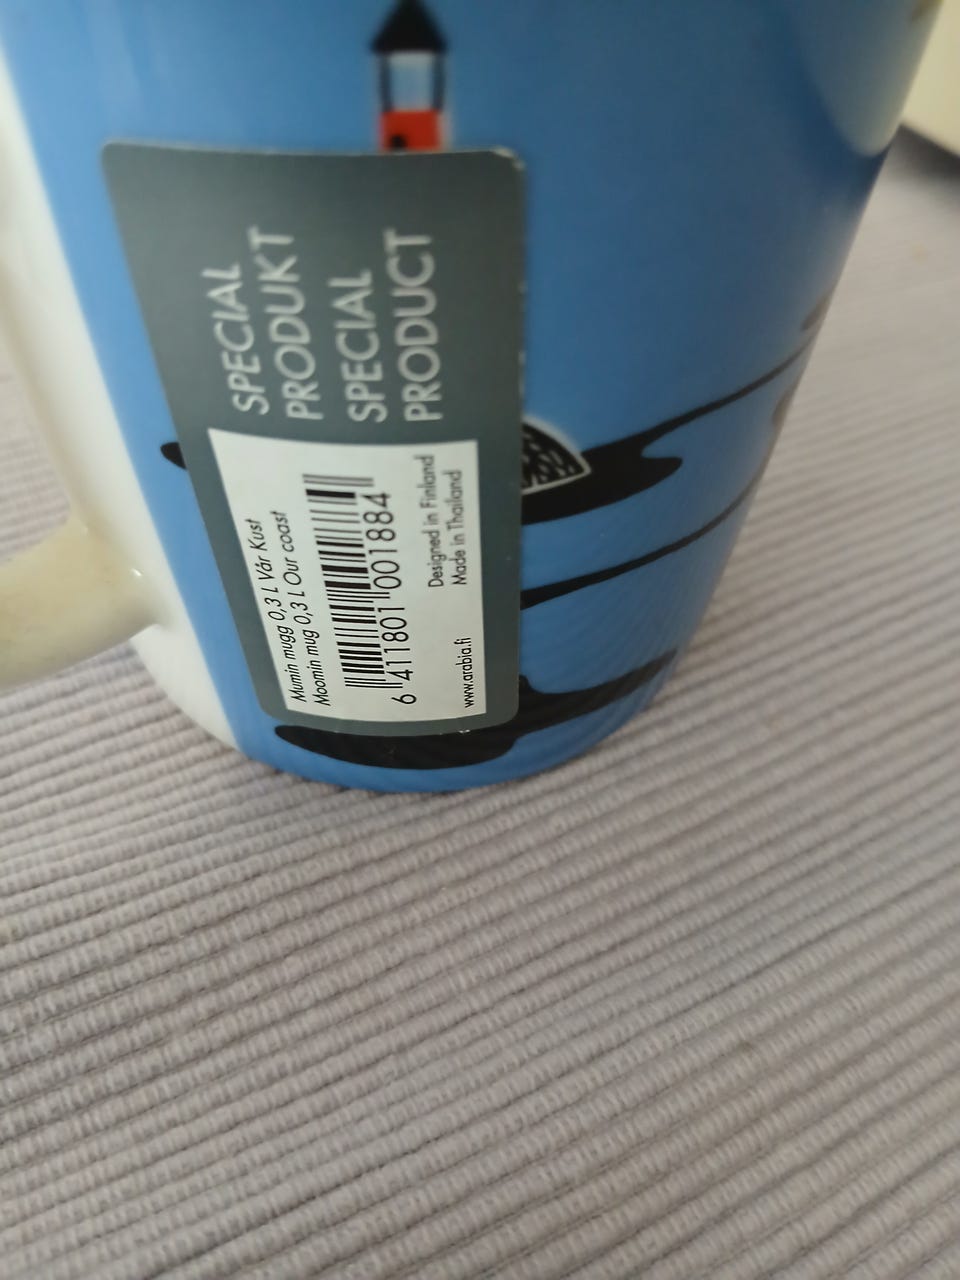 SPECIAL
PRODUKT
SPECIAL
PRODUCT
Mumin mugg 0,3 L Vår Kust
Moomin mug 0,3 L Our coast
6 411801 001884
www.arabia.fi
Designed in Finland
Made in Thailand